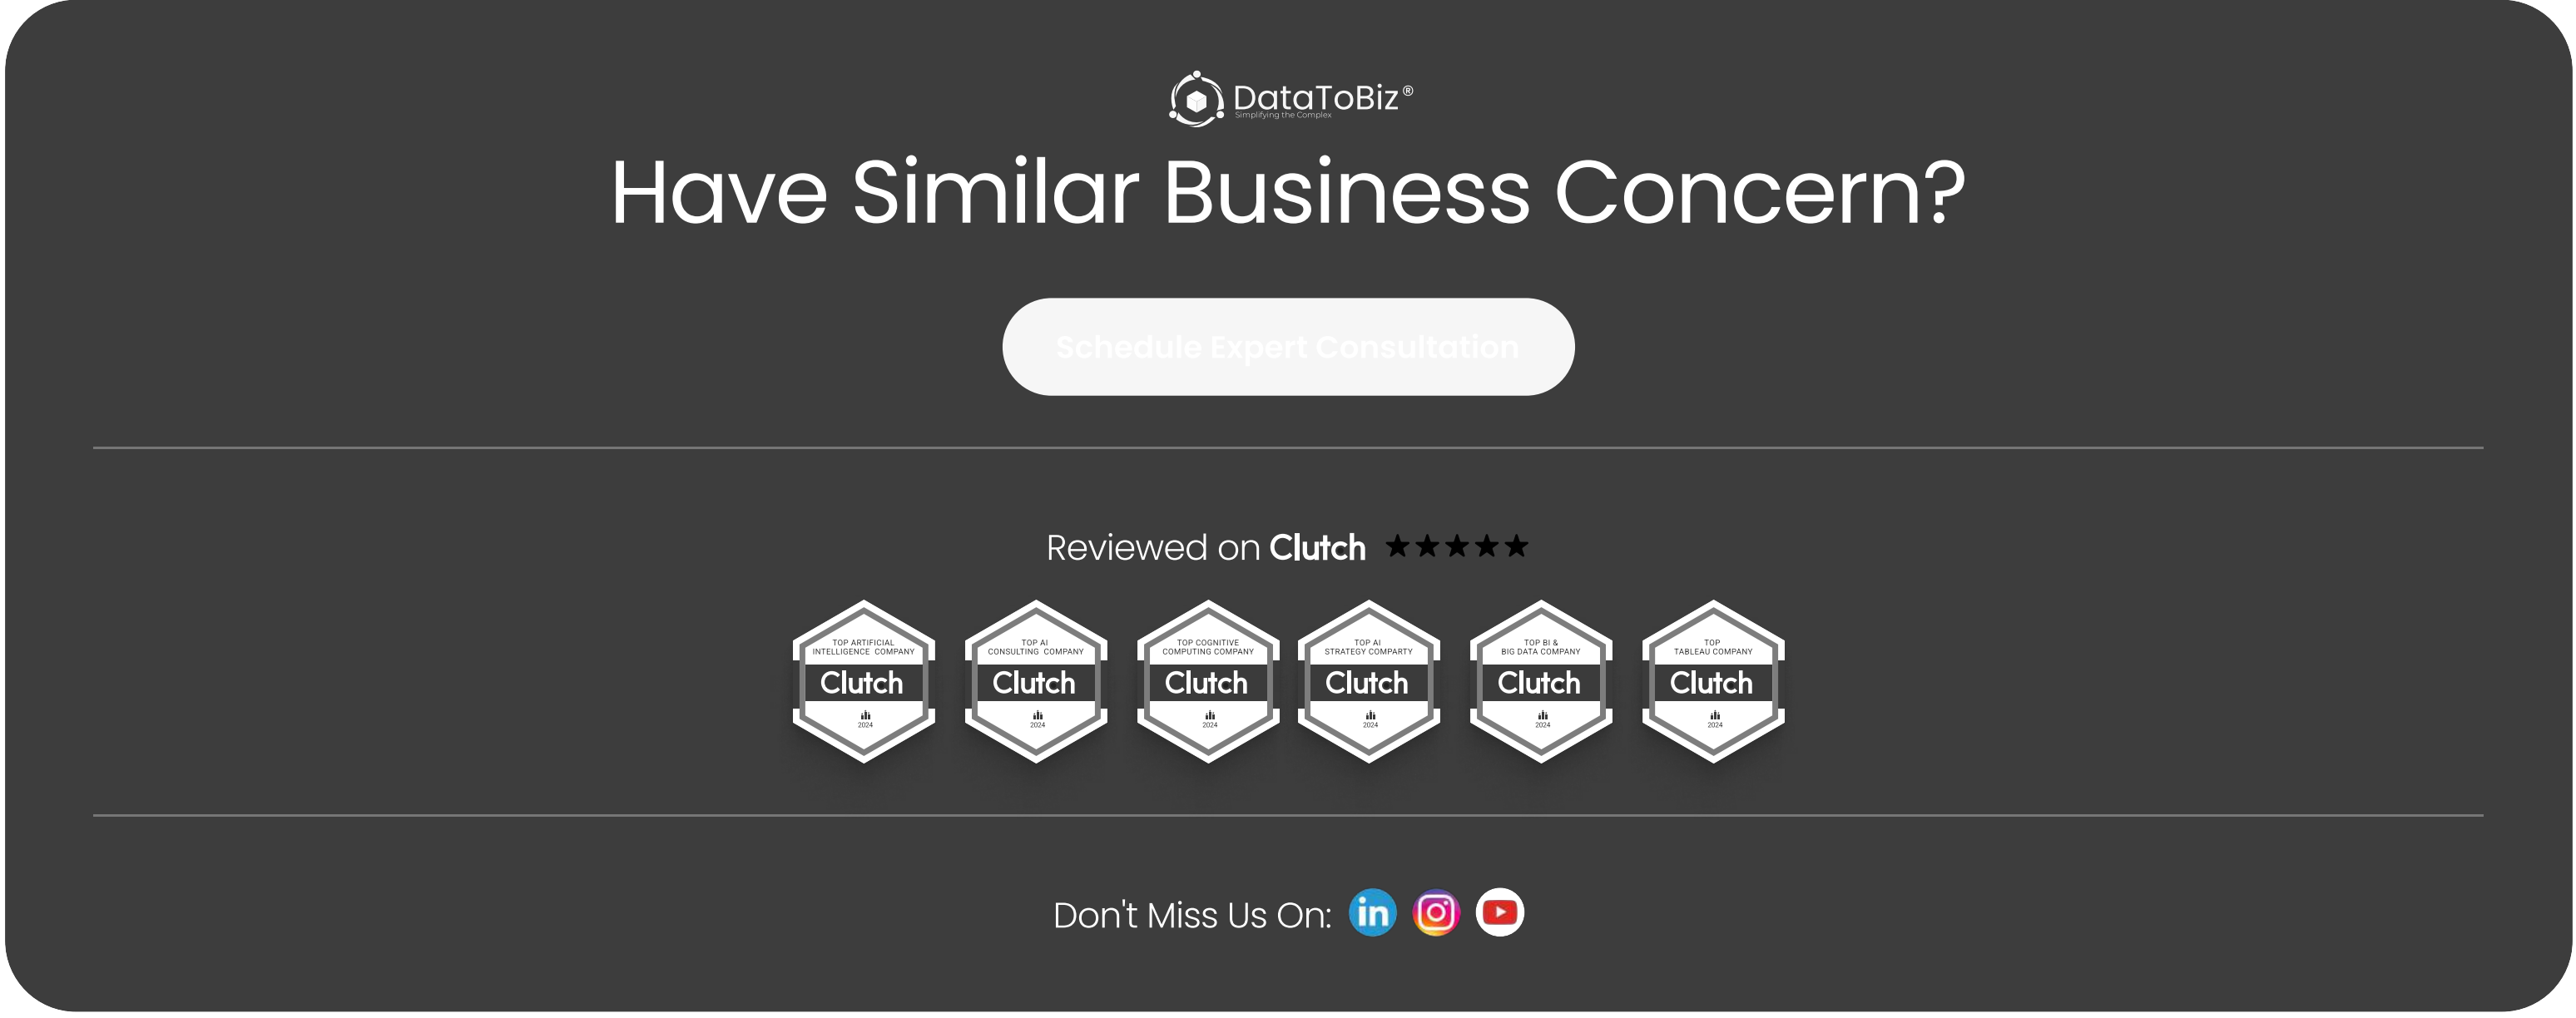 DataToBiz®
Simplifying the Complex
Have Similar Business Concern?
Schedule Expert Consultation
Reviewed on Clutch
TOP ARTIFICIAL
INTELLIGENCE COMPANY
Clutch
2024
TOP AI
CONSULTING COMPANY
Clutch
2024
TOP COGNITIVE
COMPUTING COMPANY
Clutch
2024
TOP AI
STRATEGY COMPARTY
Clutch
2024
TOP BI &
BIG DATA COMPANY
Clutch
2024
TOP
TABLEAU COMPANY
Clutch
2024
Don't Miss Us On:
in